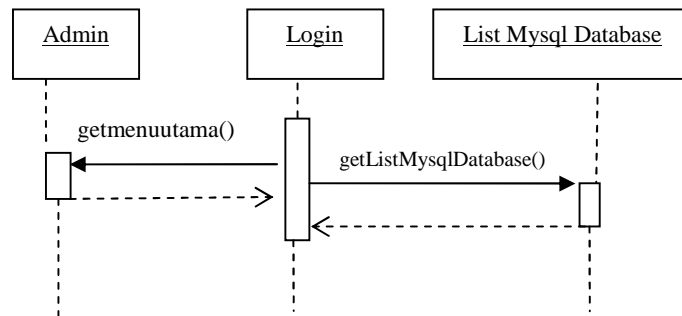 Admin
Login
List Mysql Database
getmenuutama()
getListMysqlDatabase()